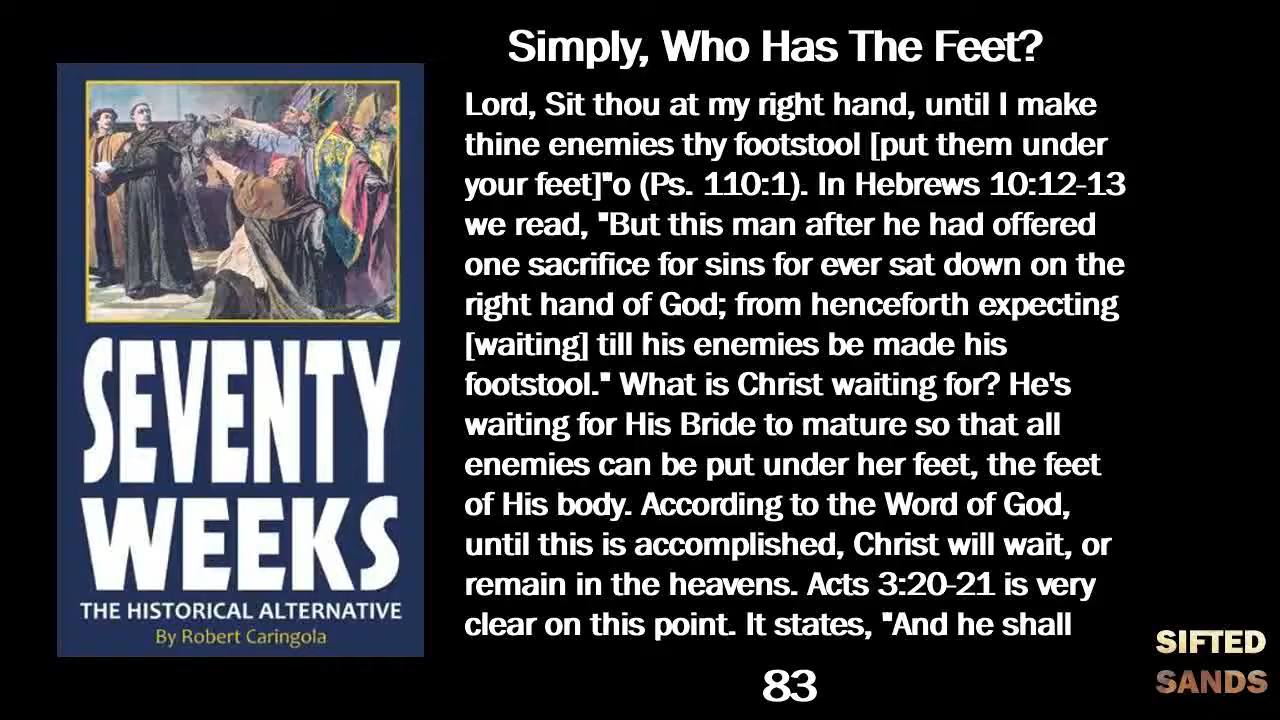 Simply, Who Has The Feet?
Lord, Sit thou at my right hand, until I make
thine enemies thy footstool [put them under
your feet]"o (Ps. 110:1). In Hebrews 10:12-13
we read, "But this man after he had offered
one sacrifice for sins for ever sat down on the
right hand of God; from henceforth expecting
[waiting] till his enemies be made his
footstool." What is Christ waiting for? He's
waiting for His Bride to mature so that all
enemies can be put under her feet, the feet
of His body. According to the Word of God,
until this is accomplished, Christ will wait, or
remain in the heavens. Acts 3:20-21 is very
clear on this point. It states, "And he shall
83
SEVENTY
WEEKS
THE HISTORICAL ALTERNATIVE
By Robert Caringola
SIFTED
SANDS